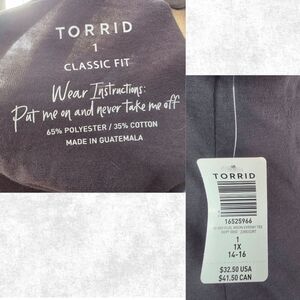 TORRID
1
CLASSIC FIT
Wear Instructions:
Put me on and never take me off
65% POLYESTER / 35% COTTON
MADE IN GUATEMALA
TORRID
16525966
1
1X
14-16
$32.50 USA
$41.50 CAN